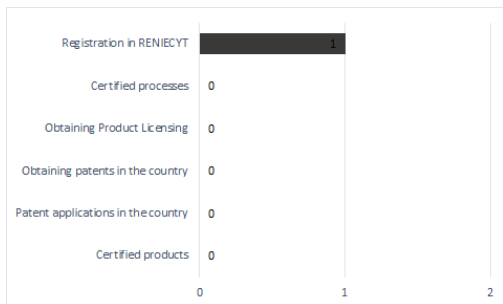 Registration in RENIECYT 1
Certified processes 0
Obtaining Product Licensing 0
Obtaining patents in the country 0
Patent applications in the country 0
Certified products 0
0 1 2